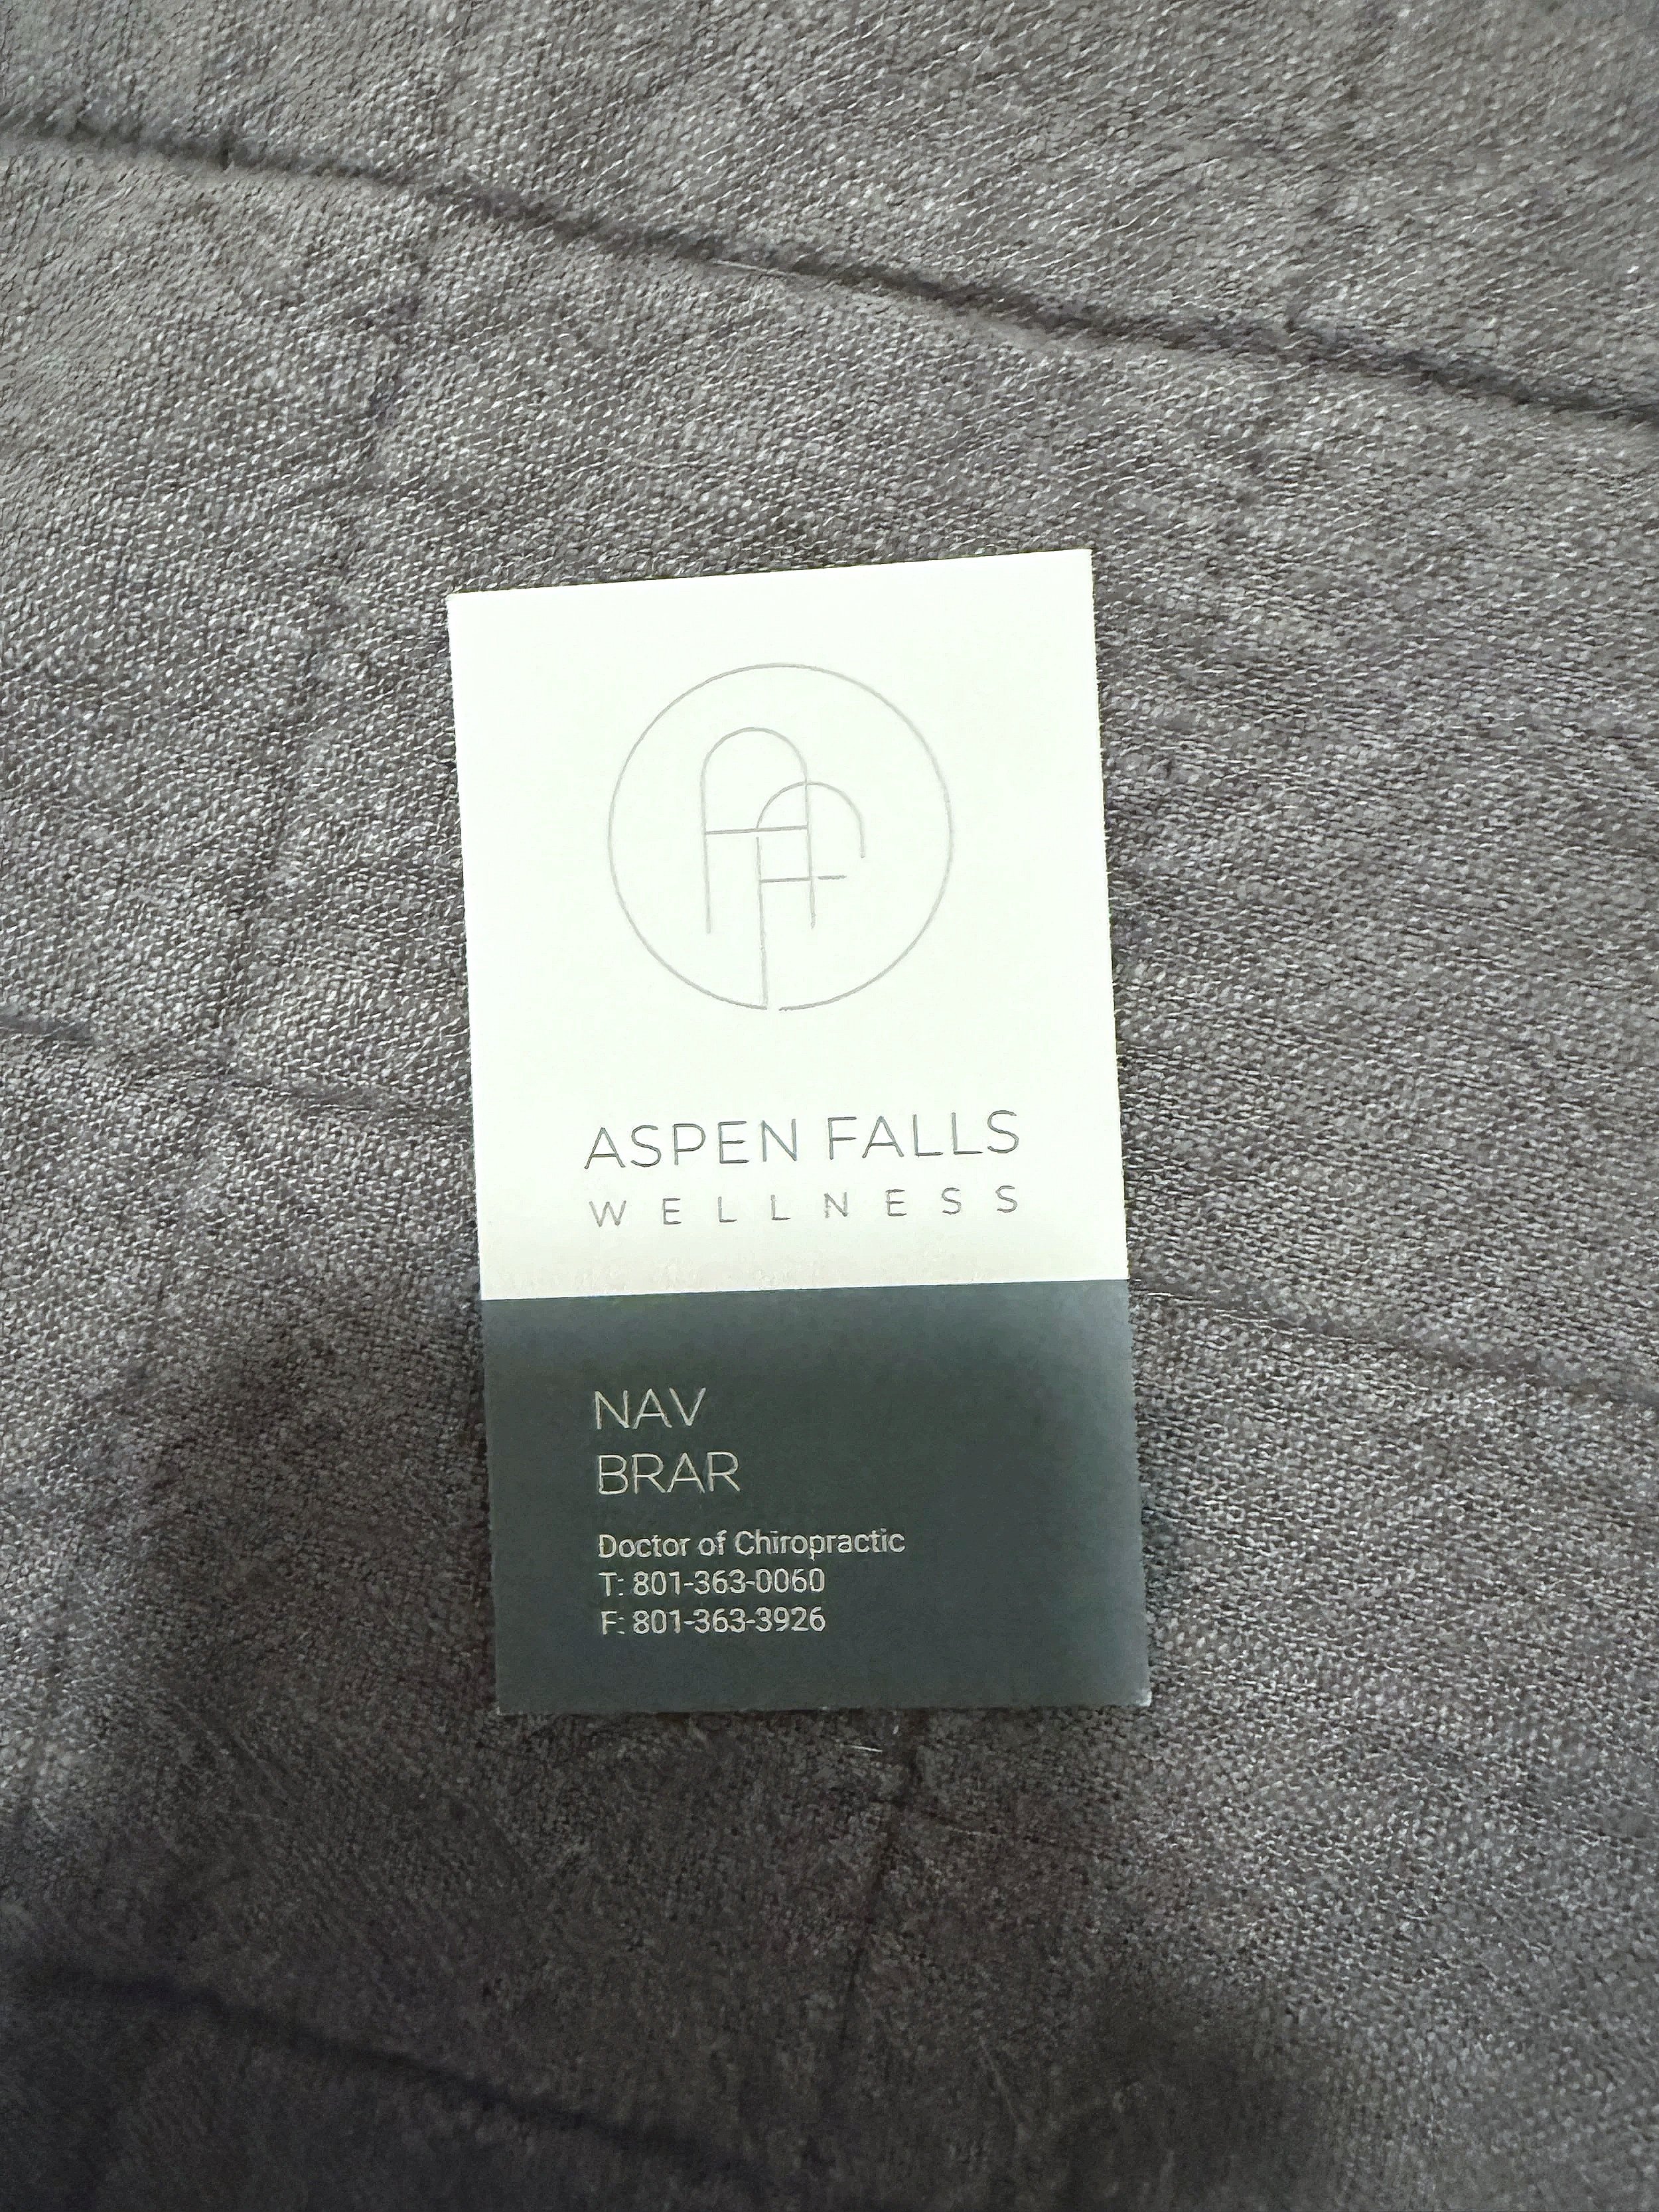 ASPEN FALLS
WELLNESS
NAV
BRAR
Doctor of Chiropractic
T: 801-363-0060
F: 801-363-3926